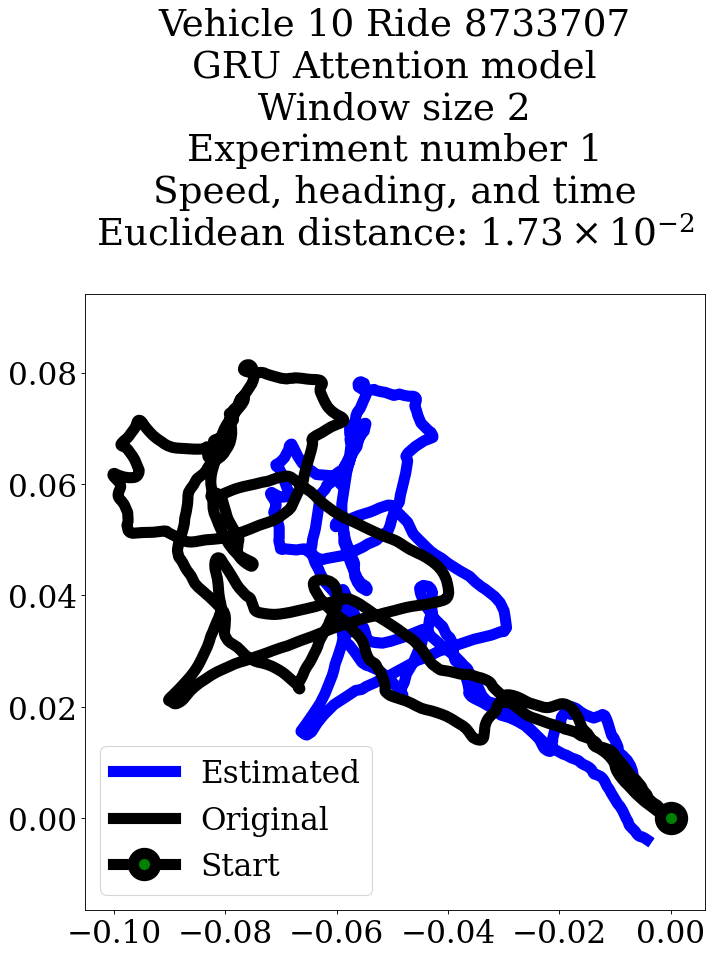 Vehicle 10 Ride 8733707
GRU Attention model
Window size 2
Experiment number 1
Speed, heading, and time
Euclidean distance: 1.73 × 10⁻²
0.08
0.06
0.04
0.02
0.00
Estimated
Original
Start
−0.10 −0.08 −0.06 −0.04 −0.02 0.00